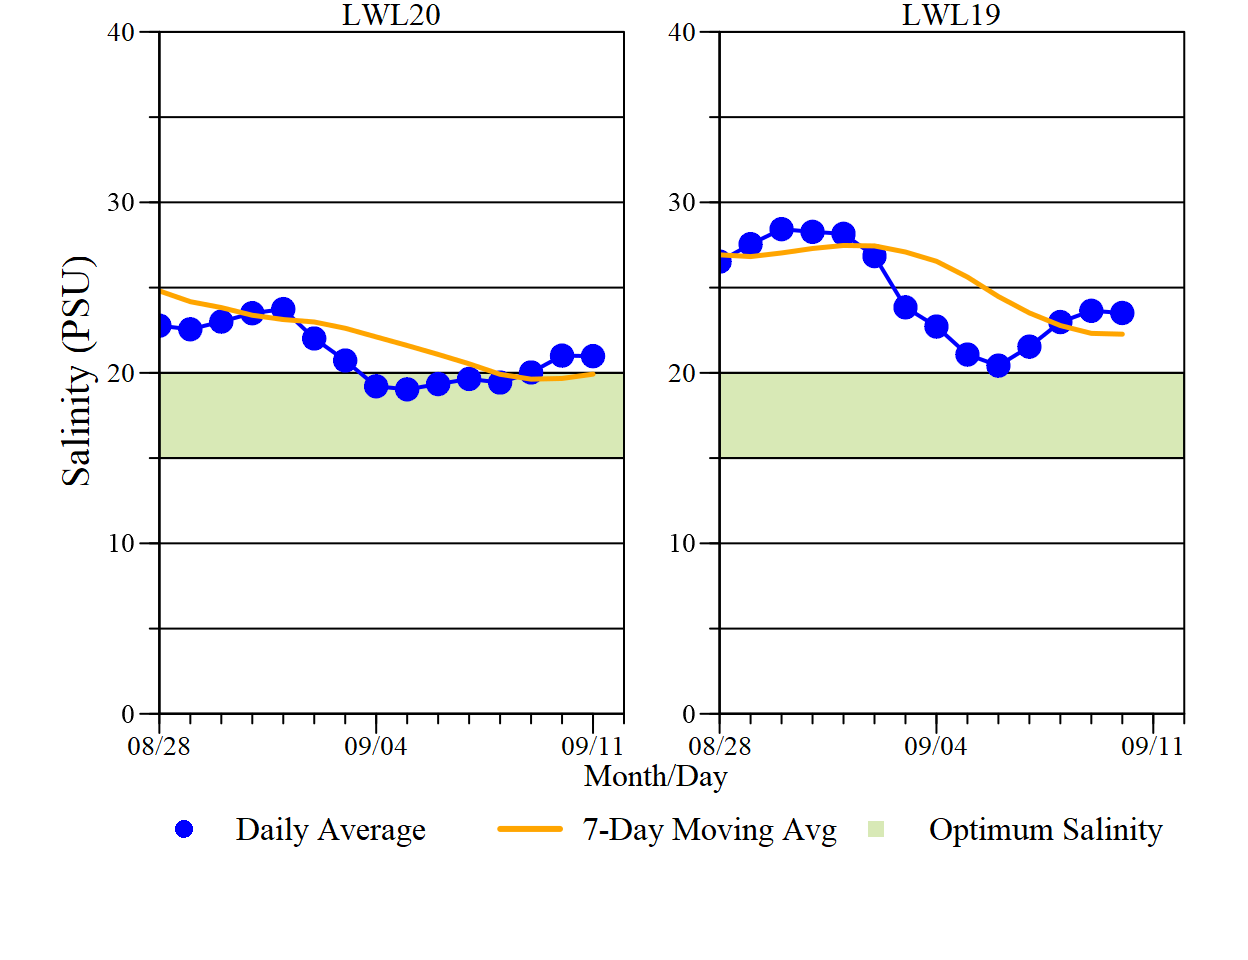 LWL20 LWL19
40 40
30 30
Salinity (PSU)
20 20
10 10
0 0
08/28 09/04 09/11 08/28 09/04 09/11
Month/Day
Daily Average 7-Day Moving Avg Optimum Salinity